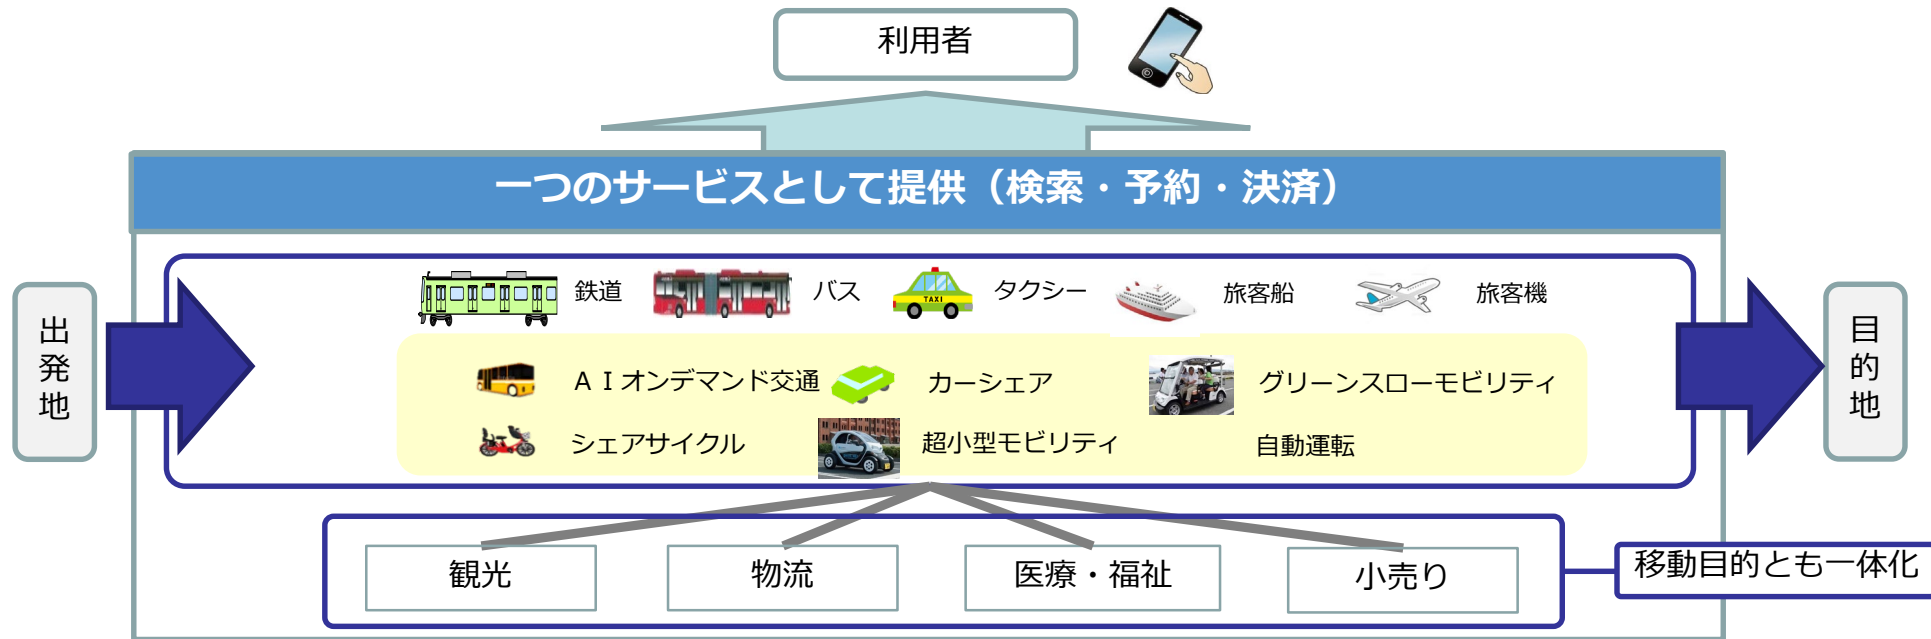 利用者
一つのサービスとして提供（検索・予約・決済）
出発地
鉄道
バス
TAXI
タクシー
旅客船
旅客機
目的地
ＡＩオンデマンド交通
カーシェア
グリーンスローモビリティ
シェアサイクル
超小型モビリティ
自動運転
観光
物流
医療・福祉
小売り
移動目的とも一体化